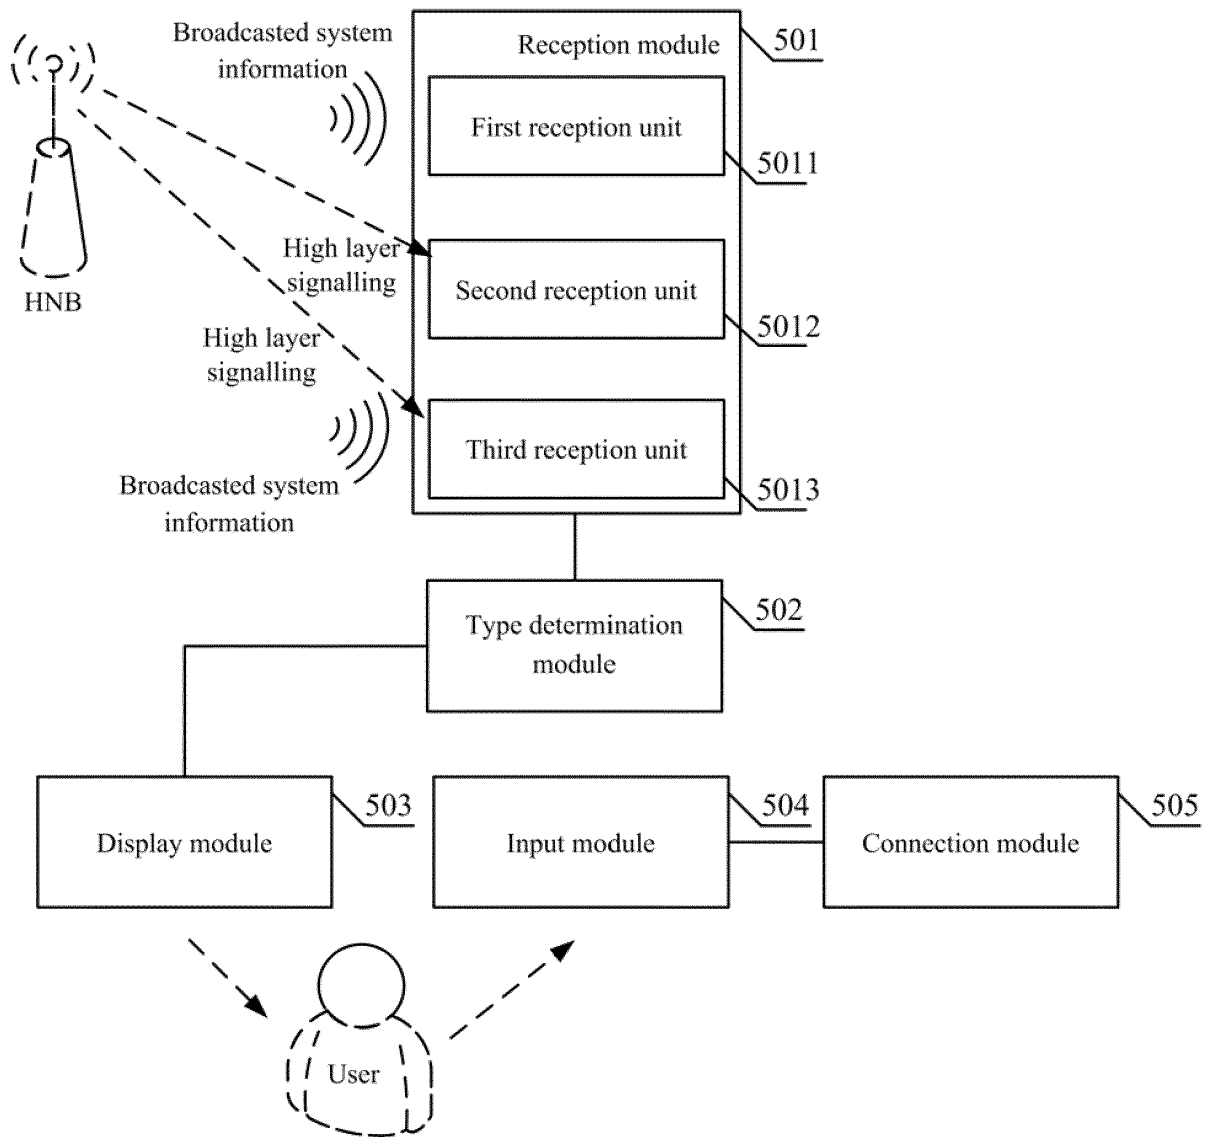 Broadcasted system
information
Reception module
501
First reception unit
5011
High layer
signalling
Second reception unit
5012
HNB
High layer
signalling
Third reception unit
5013
Broadcasted system
information
Type determination
module
502
Display module
503
Input module
504
Connection module
505
User